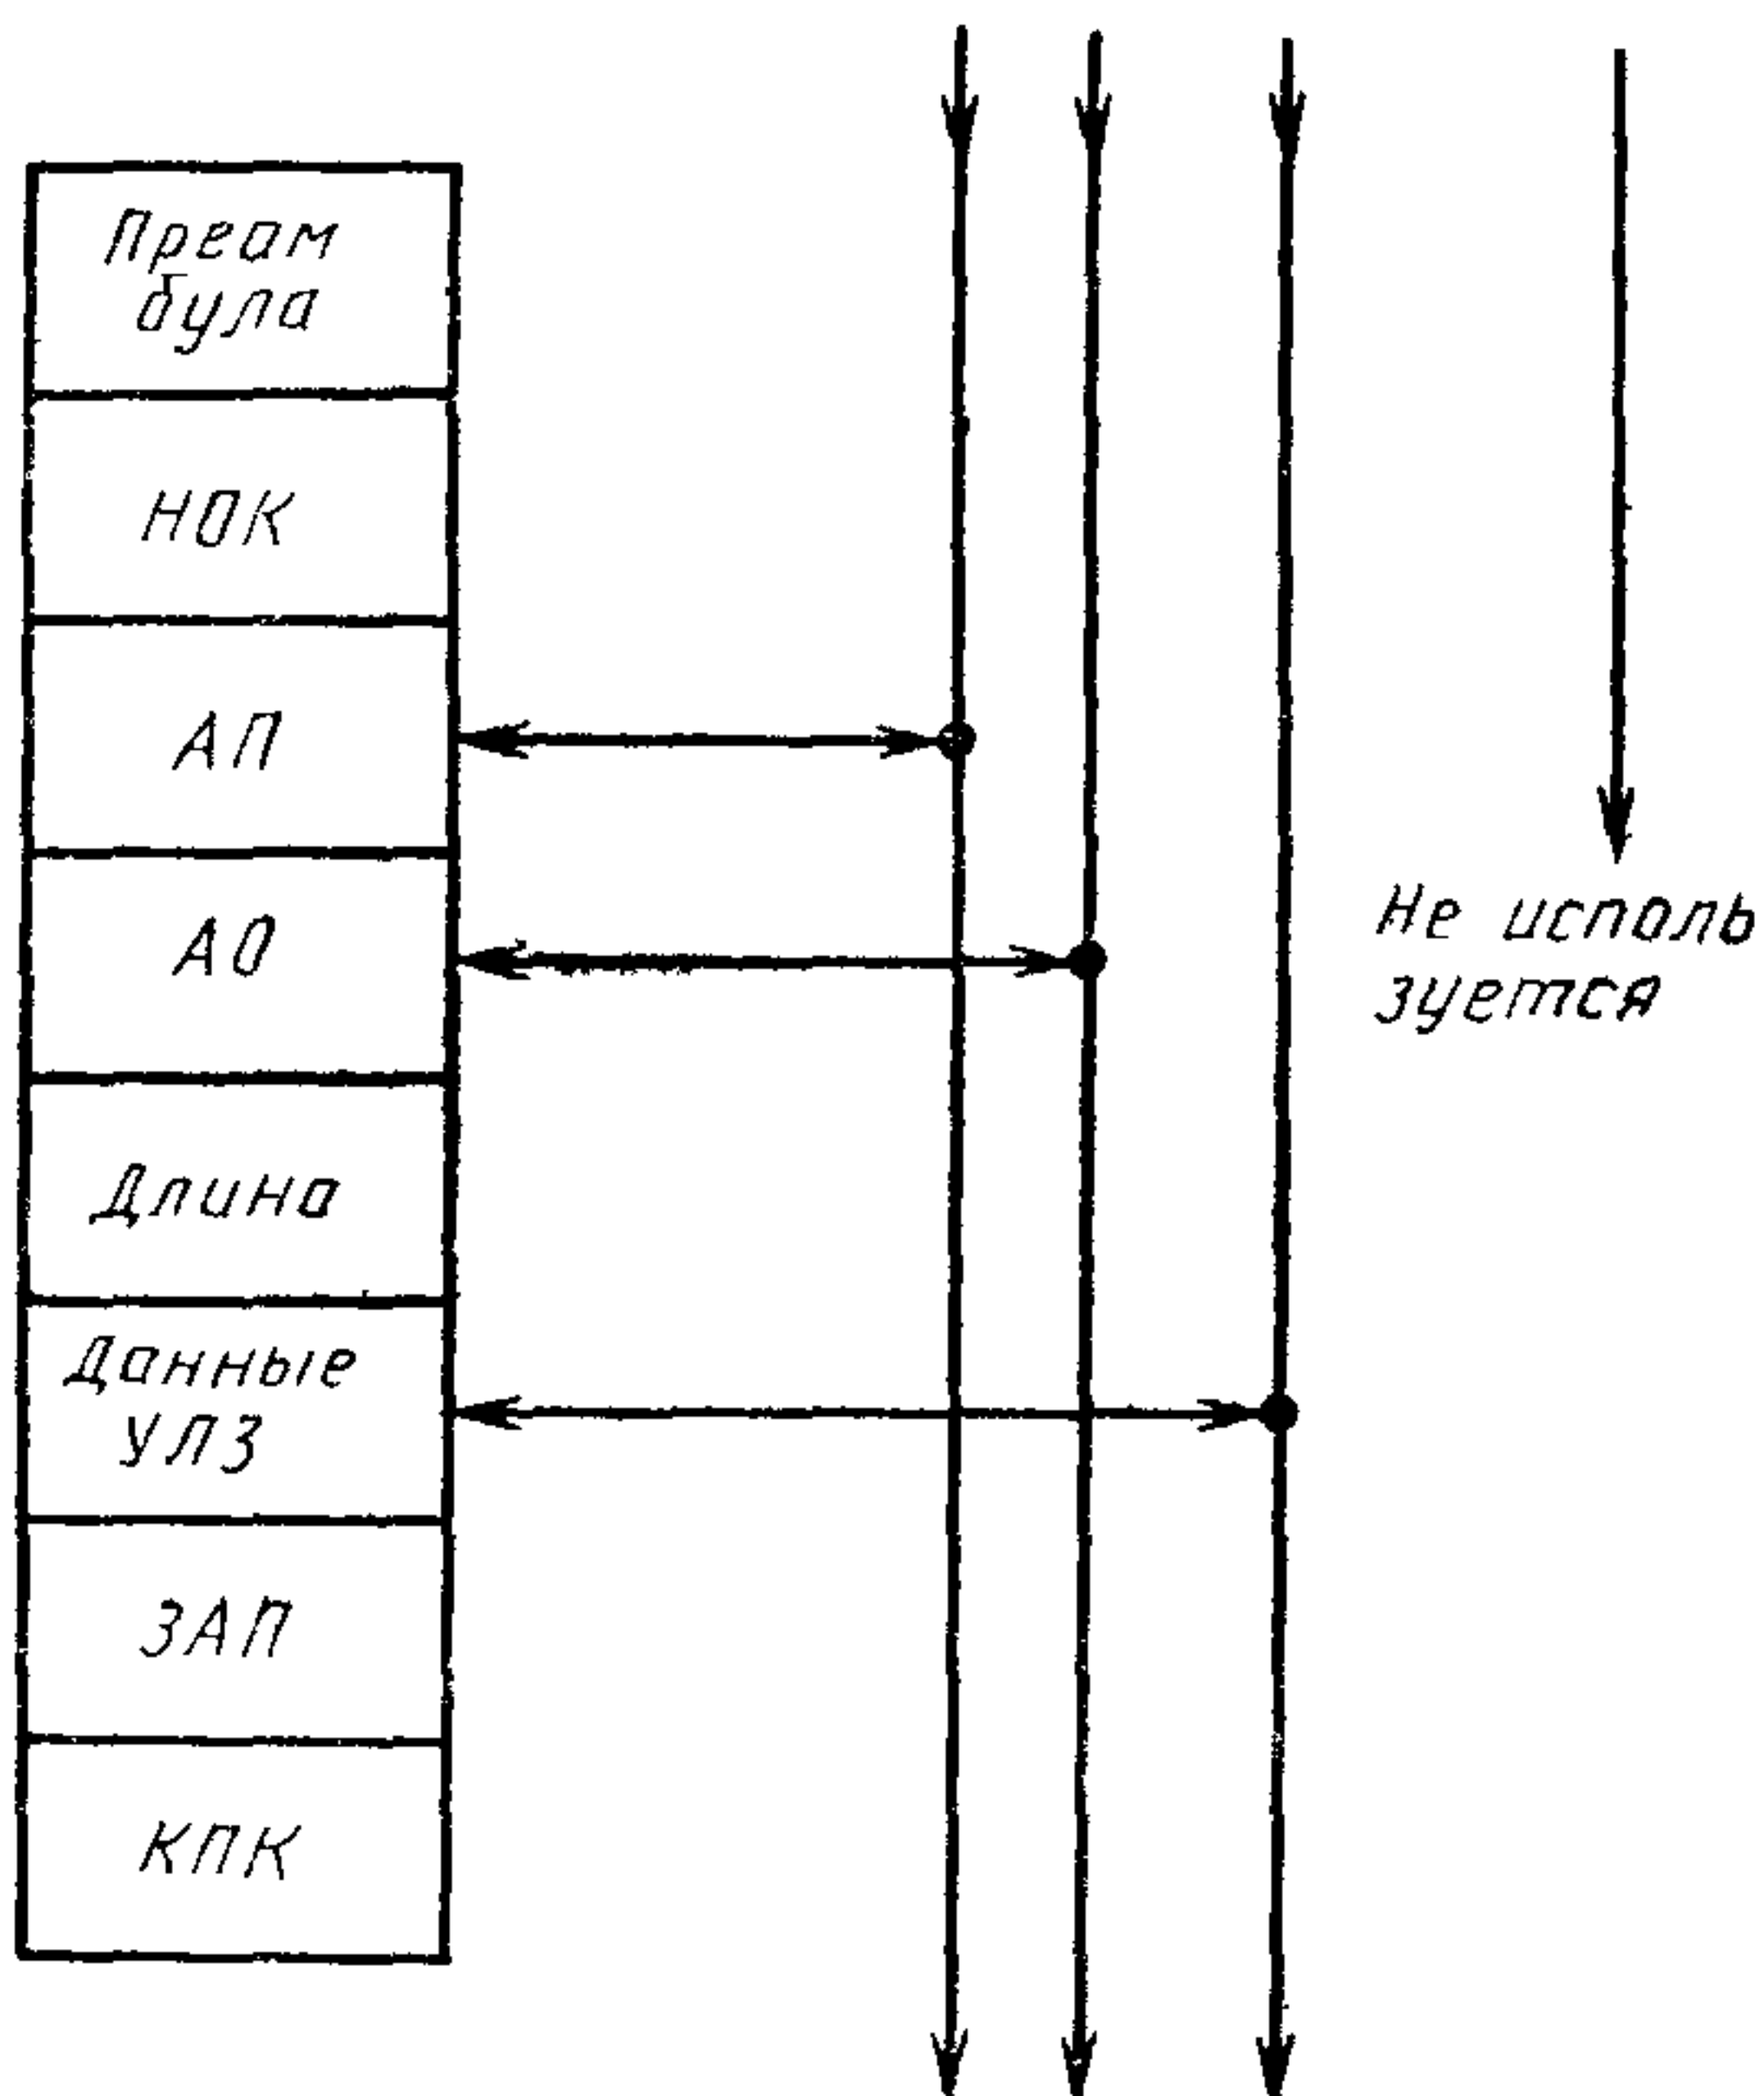 Преам
була
НОК
АП
АО
Не исполь
зуется
Длина
Данные
УЛЗ
ЗАП
КПК